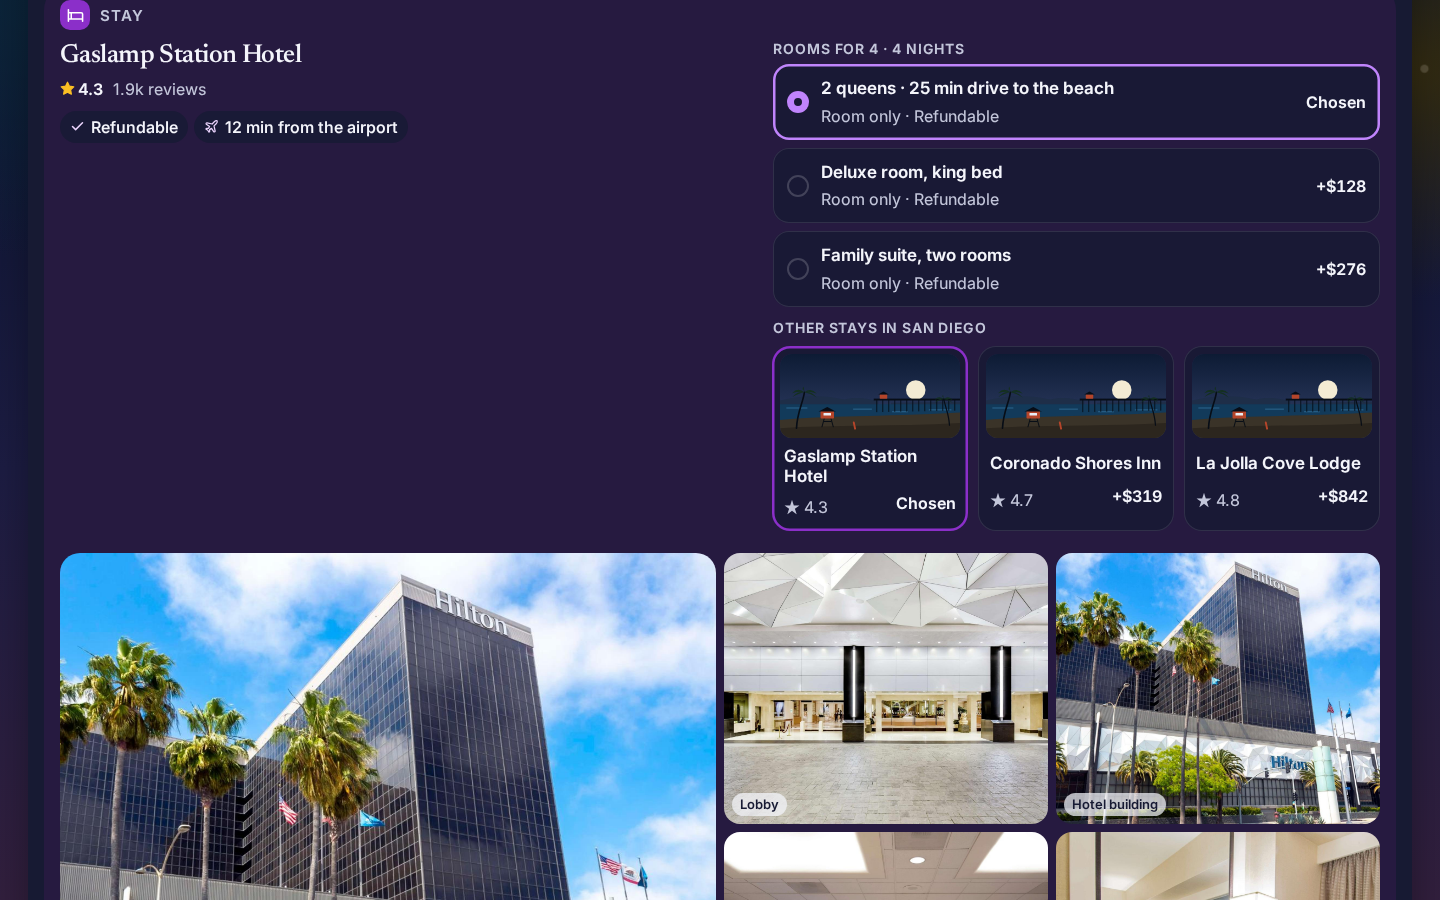 STAY
Gaslamp Station Hotel
4.3 1.9k reviews
Refundable
12 min from the airport
ROOMS FOR 4 · 4 NIGHTS
2 queens · 25 min drive to the beach
Room only · Refundable
Chosen
Deluxe room, king bed
Room only · Refundable
+$128
Family suite, two rooms
Room only · Refundable
+$276
OTHER STAYS IN SAN DIEGO
Gaslamp Station
Hotel
★ 4.3
Chosen
Coronado Shores Inn
★ 4.7
+$319
La Jolla Cove Lodge
★ 4.8
+$842
Hilton
Lobby
Hilton
Hilton
Hotel building